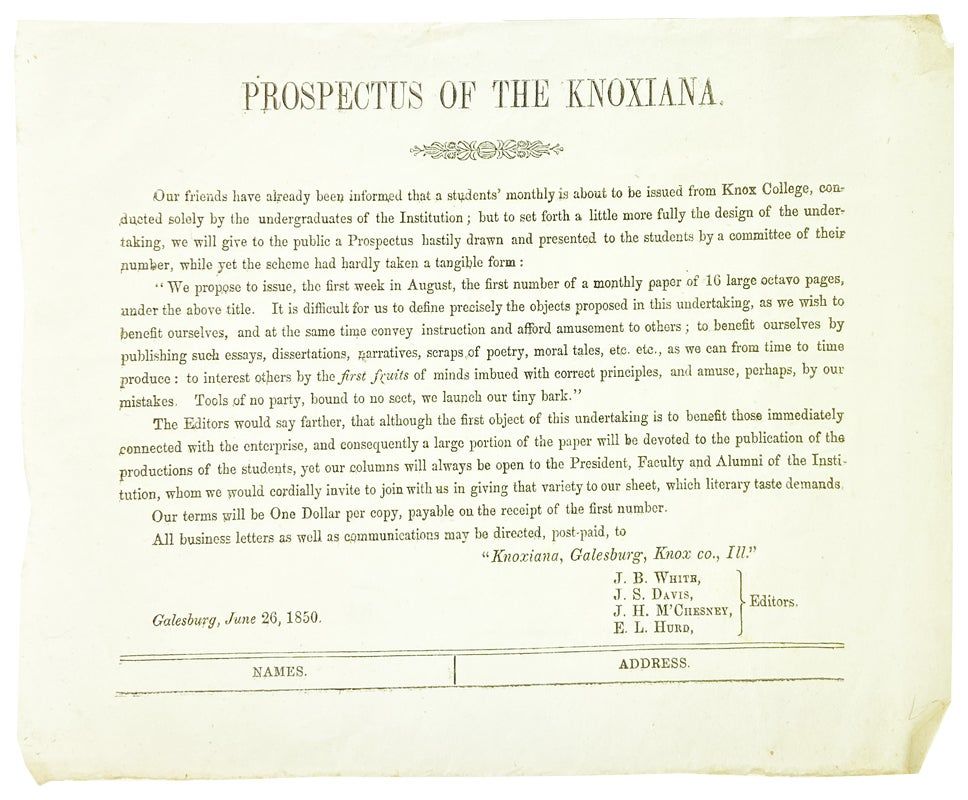 PROSPECTUS OF THE KNOXIANA.
Our friends have already been informed that a students' monthly is about to be issued from Knox College, con-
ducted solely by the undergraduates of the Institution; but to set forth a little more fully the design of the under-
taking, we will give to the public a Prospectus hastily drawn and presented to the students by a committee of their
number, while yet the scheme had hardly taken a tangible form:
"We propose to issue, the first week in August, the first number of a monthly paper of 16 large octavo pages,
under the above title. It is difficult for us to define precisely the objects proposed in this undertaking, as we wish to
benefit ourselves, and at the same time convey instruction and afford amusement to others; to benefit ourselves by
publishing such essays, dissertations, narratives, scraps of poetry, moral tales, etc. etc., as we can from time to time
produce: to interest others by the first fruits of minds imbued with correct principles, and amuse, perhaps, by our
mistakes. Tools of no party, bound to no sect, we launch our tiny bark."
The Editors would say farther, that although the first object of this undertaking is to benefit those immediately
connected with the enterprise, and consequently a large portion of the paper will be devoted to the publication of the
productions of the students, yet our columns will always be open to the President, Faculty and Alumni of the Insti-
tution, whom we would cordially invite to join with us in giving that variety to our sheet, which literary taste demands.
Our terms will be One Dollar per copy, payable on the receipt of the first number.
All business letters as well as communications may be directed, post-paid, to
"Knoxiana, Galesburg, Knox co., Ill."
J. B. WHITE,
J. S. DAVIS,
J. H. M'CHESNEY,
E. L. HURD,
Editors.
Galesburg, June 26, 1850.
NAMES.
ADDRESS.